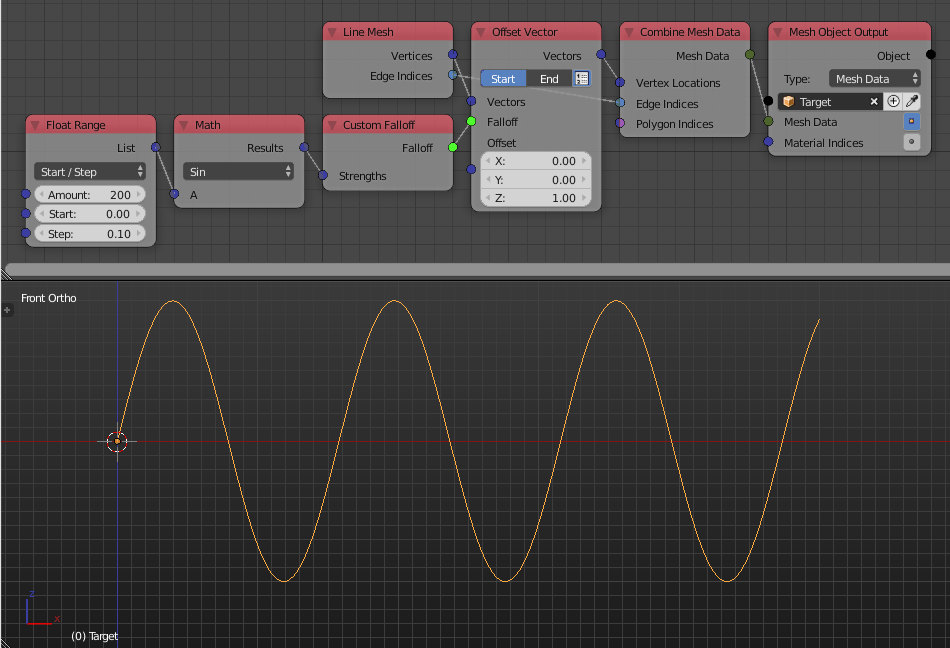 Line Mesh
Vertices
Edge Indices
Offset Vector
Vectors
Start
End
Vectors
Falloff
Offset
X: 0.00
Y: 0.00
Z: 1.00
Combine Mesh Data
Mesh Data
Vertex Locations
Edge Indices
Polygon Indices
Mesh Object Output
Object
Type: Mesh Data
Target
Mesh Data
Material Indices
Float Range
List
Start / Step
Amount: 200
Start: 0.00
Step: 0.10
Math
Results
Sin
A
Custom Falloff
Falloff
Strengths
Front Ortho
z
x
(0) Target